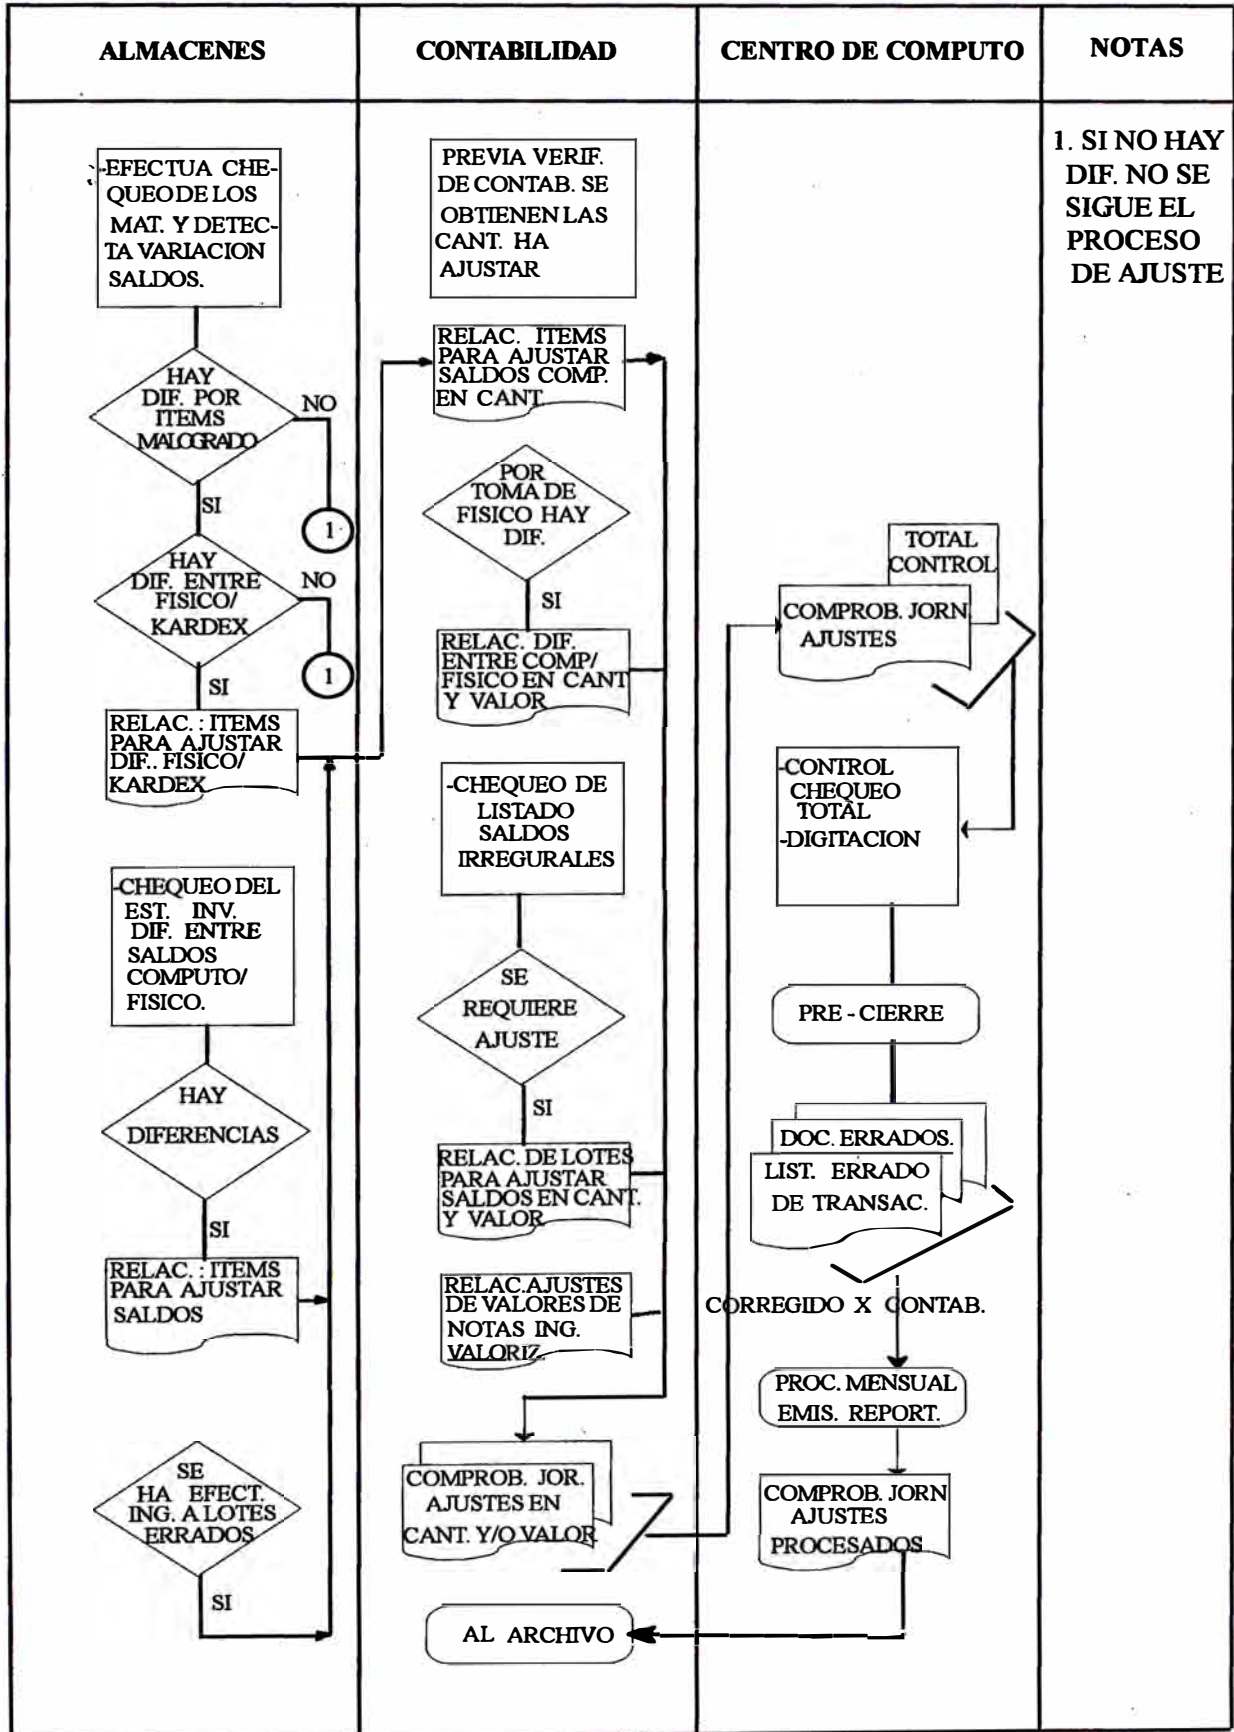 ALMACENES
CONTABILIDAD
CENTRO DE COMPUTO
NOTAS
-EFECTUA CHE-
QUEO DE LOS
MAT. Y DETEC-
TA VARIACION
SALDOS.
HAY
DIF. POR
ITEMS
MALOGRADO
NO
1
SI
HAY
DIF. ENTRE
FISICO/
KARDEX
NO
1
SI
RELAC. : ITEMS
PARA AJUSTAR
DIF.. FISICO/
KARDEX
-CHEQUEO DEL
EST. INV.
DIF. ENTRE
SALDOS
COMPUTO/
FISICO.
HAY
DIFERENCIAS
SI
RELAC. : ITEMS
PARA AJUSTAR
SALDOS
SE
HA EFECT.
ING. A LOTES
ERRADOS
SI
PREVIA VERIF.
DE CONTAB. SE
OBTIENEN LAS
CANT. HA
AJUSTAR
RELAC. ITEMS
PARA AJUSTAR
SALDOS COMP.
EN CANT.
POR
TOMA DE
FISICO HAY
DIF.
SI
RELAC. DIF.
ENTRE COMP/
FISICO EN CANT
Y VALOR
-CHEQUEO DE
LISTADO
SALDOS
IRREGURALES
SE
REQUIERE
AJUSTE
SI
RELAC. DE LOTES
PARA AJUSTAR
SALDOS EN CANT.
Y VALOR
RELAC.AJUSTES
DE VALORES DE
NOTAS ING.
VALORIZ.
COMPROB. JOR.
AJUSTES EN
CANT. Y/O VALOR
AL ARCHIVO
TOTAL
CONTROL
COMPROB. JORN.
AJUSTES
-CONTROL
CHEQUEO
TOTAL
-DIGITACION
PRE - CIERRE
DOC. ERRADOS.
LIST. ERRADO
DE TRANSAC.
CORREGIDO X CONTAB.
PROC. MENSUAL
EMIS. REPORT.
COMPROB. JORN
AJUSTES
PROCESADOS
1. SI NO HAY
DIF. NO SE
SIGUE EL
PROCESO
DE AJUSTE